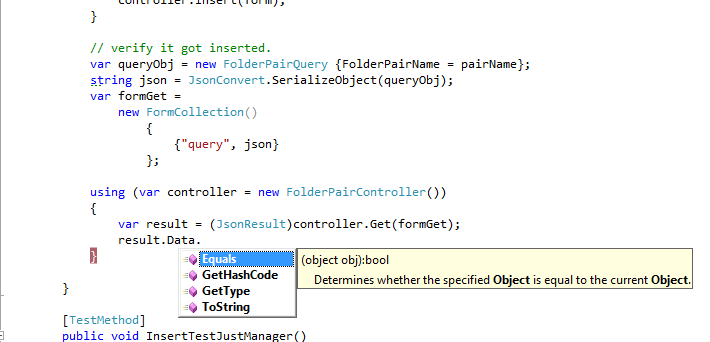 controller.Insert(form);
}
// verify it got inserted.
var queryObj = new FolderPairQuery {FolderPairName = pairName};
string json = JsonConvert.SerializeObject(queryObj);
var formGet =
new FormCollection()
{
{"query", json}
};
using (var controller = new FolderPairController())
{
var result = (JsonResult)controller.Get(formGet);
result.Data.
}
Equals
(object obj):bool
Determines whether the specified Object is equal to the current Object.
GetHashCode
GetType
ToString
}
[TestMethod]
public void InsertTestJustManager()